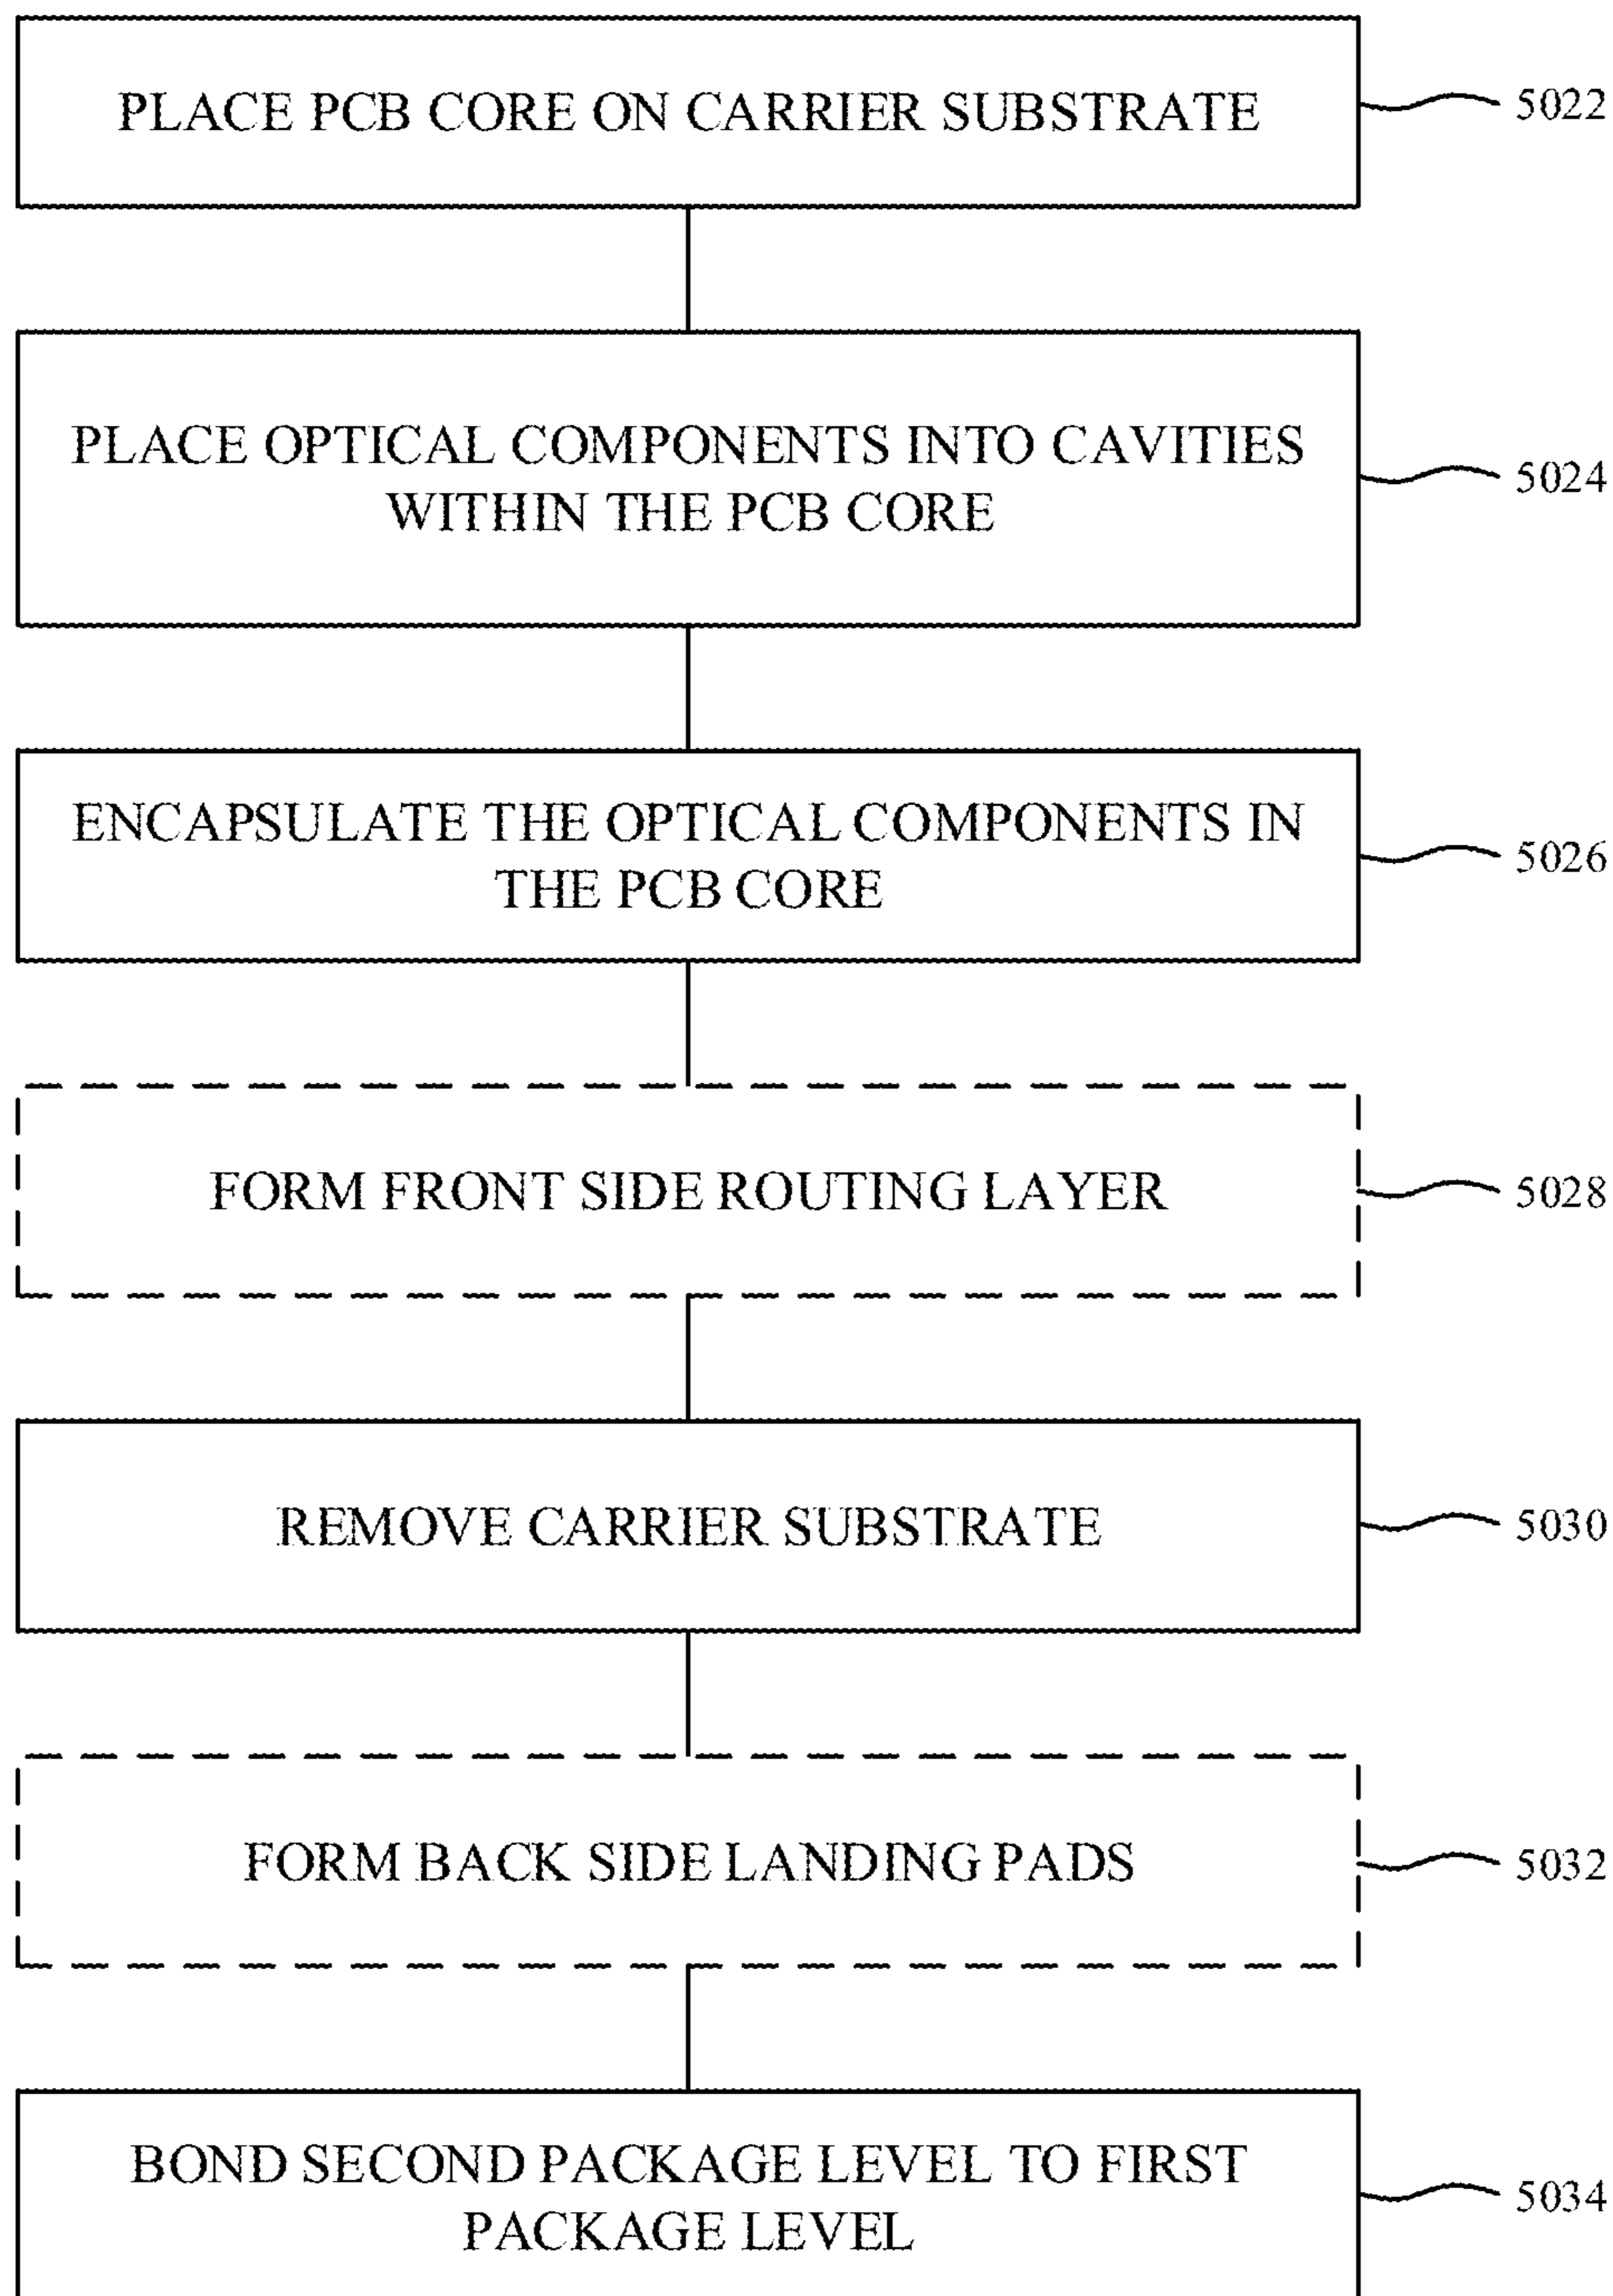 PLACE PCB CORE ON CARRIER SUBSTRATE
5022
PLACE OPTICAL COMPONENTS INTO CAVITIES
WITHIN THE PCB CORE
5024
ENCAPSULATE THE OPTICAL COMPONENTS IN
THE PCB CORE
5026
FORM FRONT SIDE ROUTING LAYER
5028
REMOVE CARRIER SUBSTRATE
5030
FORM BACK SIDE LANDING PADS
5032
BOND SECOND PACKAGE LEVEL TO FIRST
PACKAGE LEVEL
5034